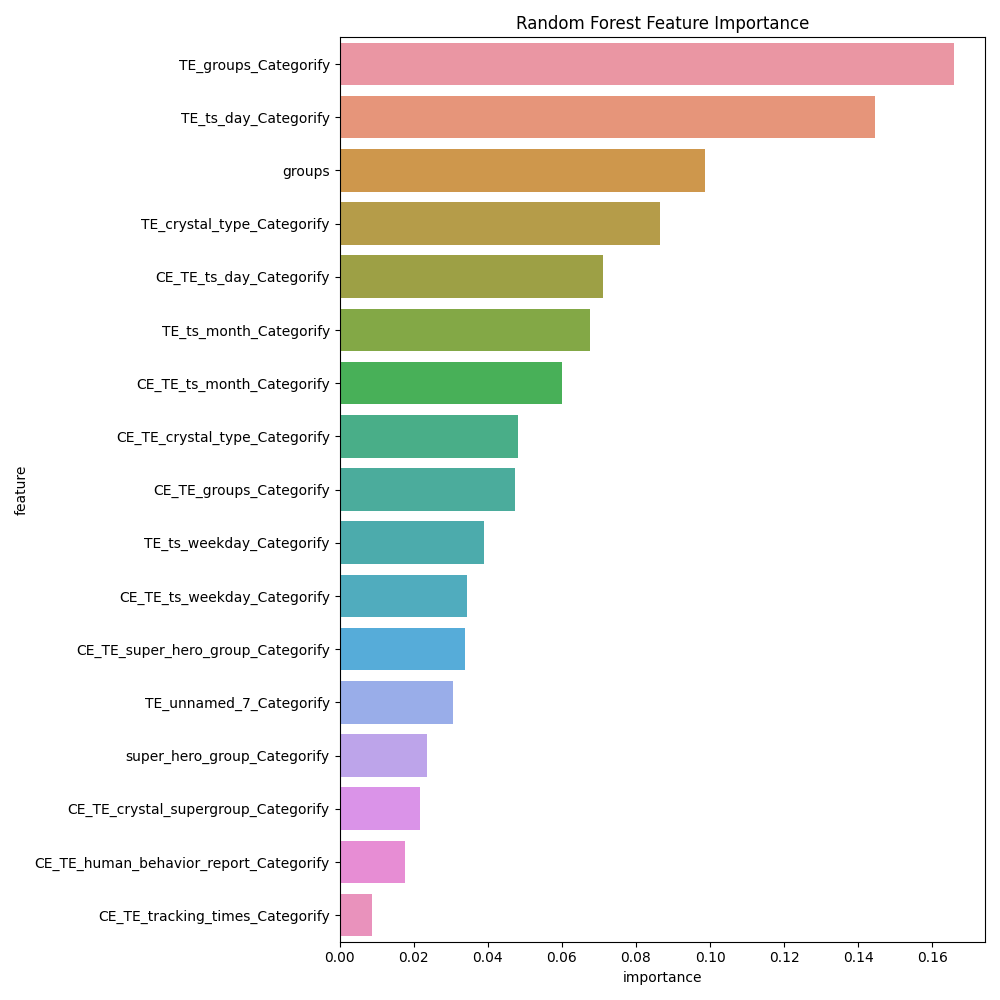 Random Forest Feature Importance
TE_groups_Categorify
TE_ts_day_Categorify
groups
TE_crystal_type_Categorify
CE_TE_ts_day_Categorify
TE_ts_month_Categorify
CE_TE_ts_month_Categorify
CE_TE_crystal_type_Categorify
CE_TE_groups_Categorify
TE_ts_weekday_Categorify
CE_TE_ts_weekday_Categorify
CE_TE_super_hero_group_Categorify
TE_unnamed_7_Categorify
super_hero_group_Categorify
CE_TE_crystal_supergroup_Categorify
CE_TE_human_behavior_report_Categorify
CE_TE_tracking_times_Categorify
feature
0.00 0.02 0.04 0.06 0.08 0.10 0.12 0.14 0.16
importance